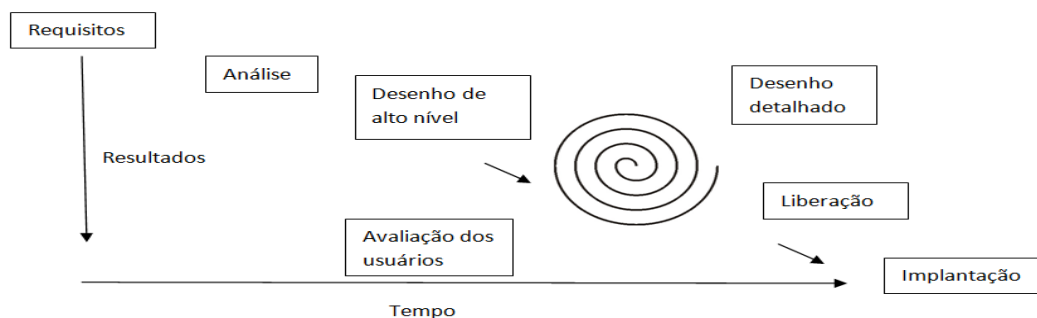 Requisitos
Análise
Desenho de
alto nível
Desenho
detalhado
Resultados
Liberação
Avaliação dos
usuários
Implantação
Tempo